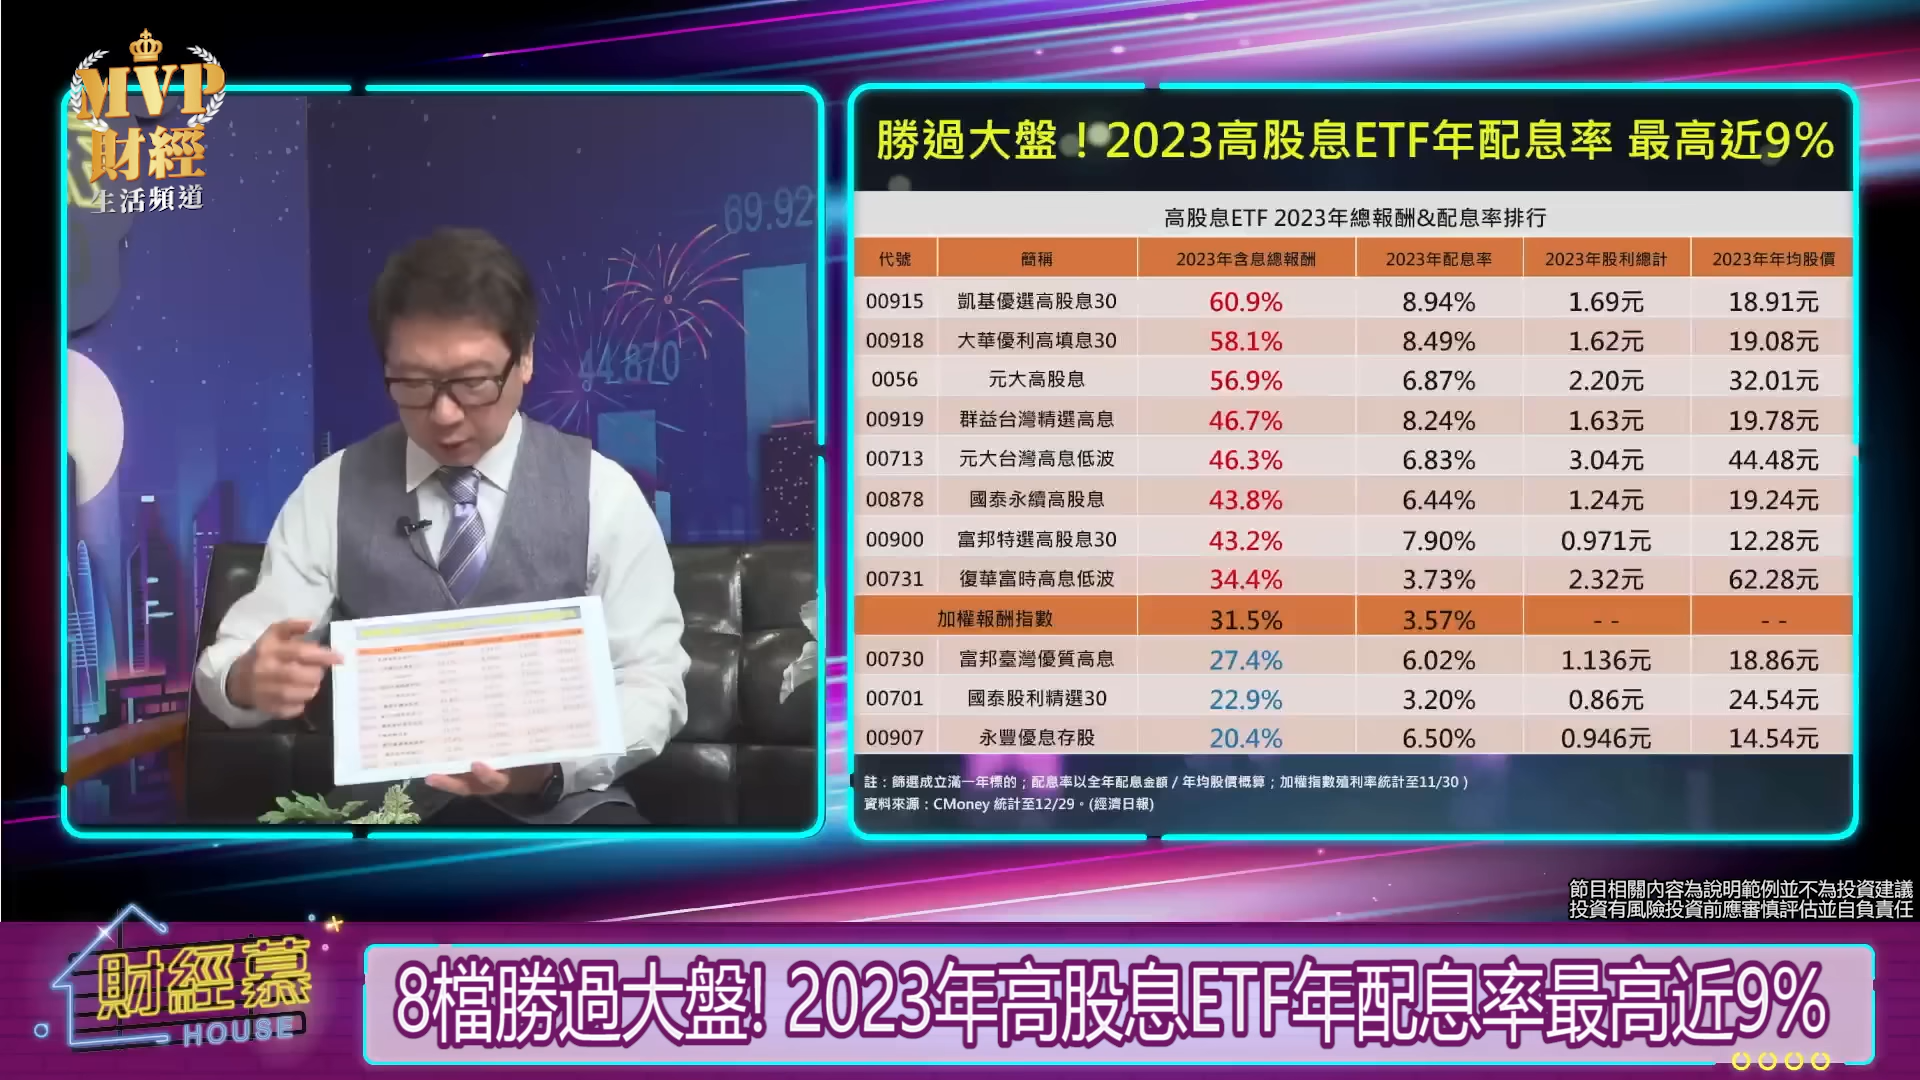 MVP
財經
生活頻道
69.92
44.870
勝過大盤！2023高股息ETF年配息率 最高近9%
高股息ETF 2023年總報酬&配息率排行
代號 簡稱 2023年含息總報酬 2023年配息率 2023年股利總計 2023年年均股價
00915 凱基優選高股息30 60.9% 8.94% 1.69元 18.91元
00918 大華優利高填息30 58.1% 8.49% 1.62元 19.08元
0056 元大高股息 56.9% 6.87% 2.20元 32.01元
00919 群益台灣精選高息 46.7% 8.24% 1.63元 19.78元
00713 元大台灣高息低波 46.3% 6.83% 3.04元 44.48元
00878 國泰永續高股息 43.8% 6.44% 1.24元 19.24元
00900 富邦特選高股息30 43.2% 7.90% 0.971元 12.28元
00731 復華富時高息低波 34.4% 3.73% 2.32元 62.28元
加權報酬指數 31.5% 3.57% -- --
00730 富邦臺灣優質高息 27.4% 6.02% 1.136元 18.86元
00701 國泰股利精選30 22.9% 3.20% 0.86元 24.54元
00907 永豐優息存股 20.4% 6.50% 0.946元 14.54元
註：篩選成立滿一年標的；配息率以全年配息金額 / 年均股價概算；加權指數殖利率統計至11/30 )
資料來源：CMoney 統計至12/29。(經濟日報)
節目相關內容為說明範例並不為投資建議
投資有風險投資前應審慎評估並自負責任
財經慕
HOUSE
8檔勝過大盤! 2023年高股息ETF年配息率最高近9%